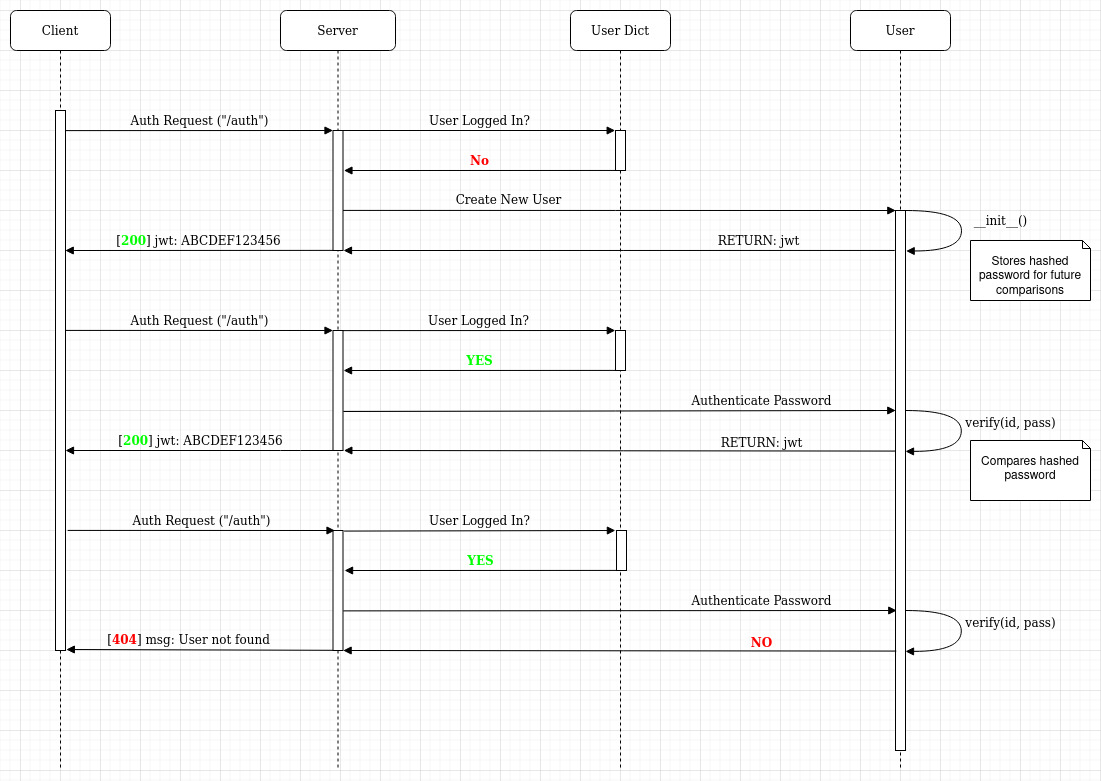 Client
Server
User Dict
User
Auth Request ("/auth")
User Logged In?
No
Create New User
__init__()
[200] jwt: ABCDEF123456
RETURN: jwt
Stores hashed
password for future
comparisons
Auth Request ("/auth")
User Logged In?
YES
Authenticate Password
verify(id, pass)
[200] jwt: ABCDEF123456
RETURN: jwt
Compares hashed
password
Auth Request ("/auth")
User Logged In?
YES
Authenticate Password
verify(id, pass)
[404] msg: User not found
NO